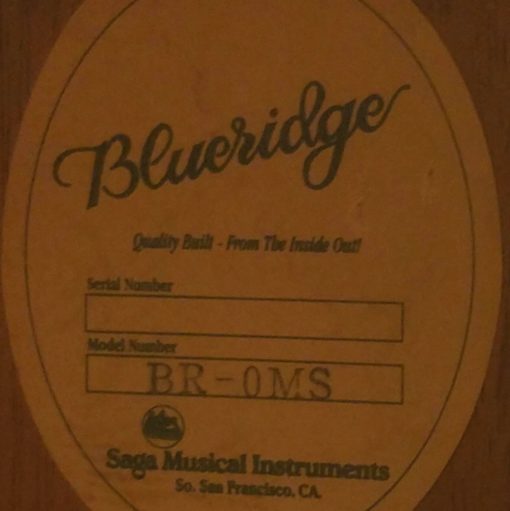 Blueridge
Quality Built - From The Inside Out!
Serial Number
Model Number
BR-0MS
Saga Musical Instruments
So. San Francisco, CA.